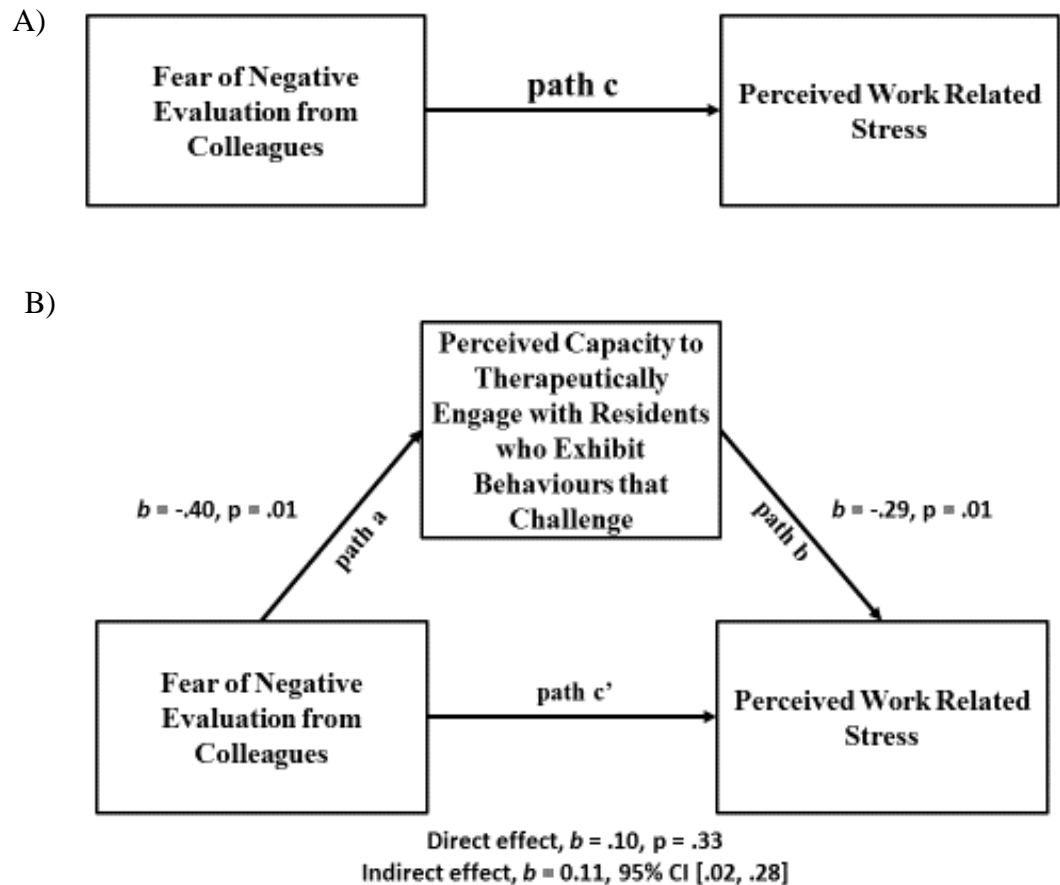 A)
Fear of Negative
Evaluation from
Colleagues
path c
Perceived Work Related
Stress
B)
Perceived Capacity to
Therapeutically
Engage with Residents
who Exhibit
Behaviours that
Challenge
b = -.40, p = .01
path a
path b
b = -.29, p = .01
Fear of Negative
Evaluation from
Colleagues
path c’
Perceived Work Related
Stress
Direct effect, b = .10, p = .33
Indirect effect, b = 0.11, 95% CI [.02, .28]